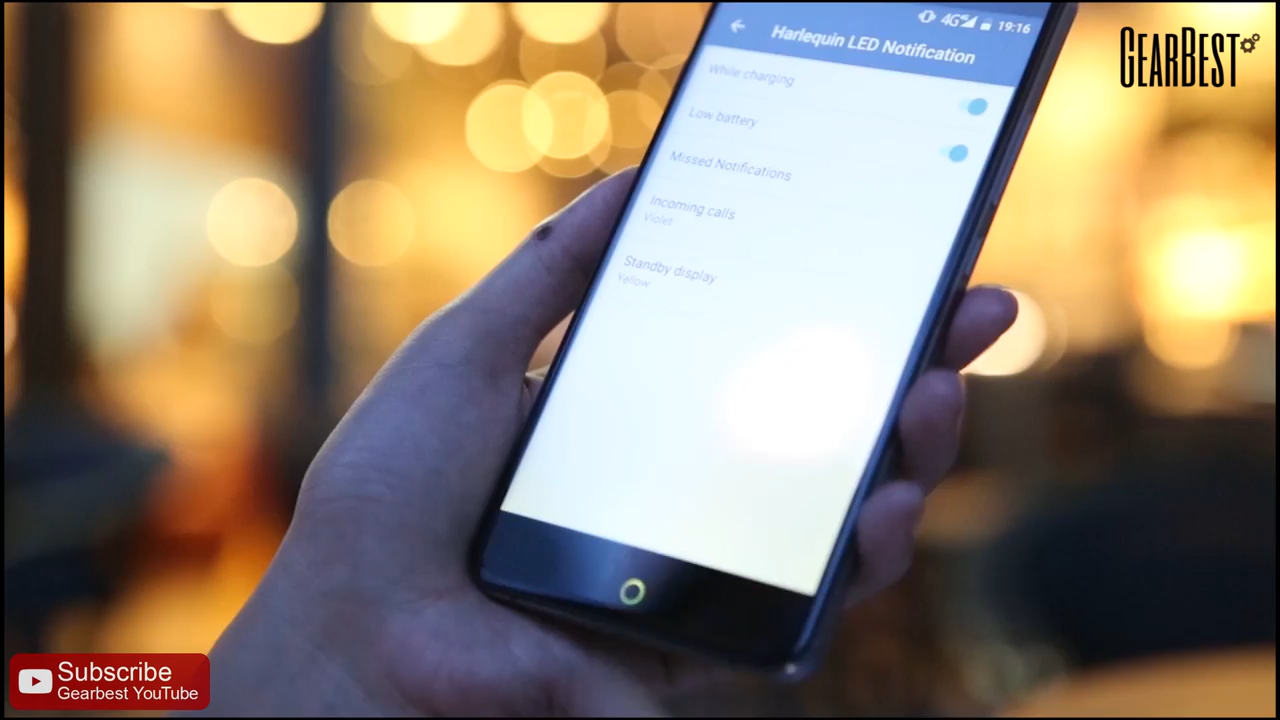 4G 19:16
Harlequin LED Notification
While charging
Low battery
Missed Notifications
Incoming calls
Violet
Standby display
Yellow
GEARBEST
Subscribe
Gearbest YouTube